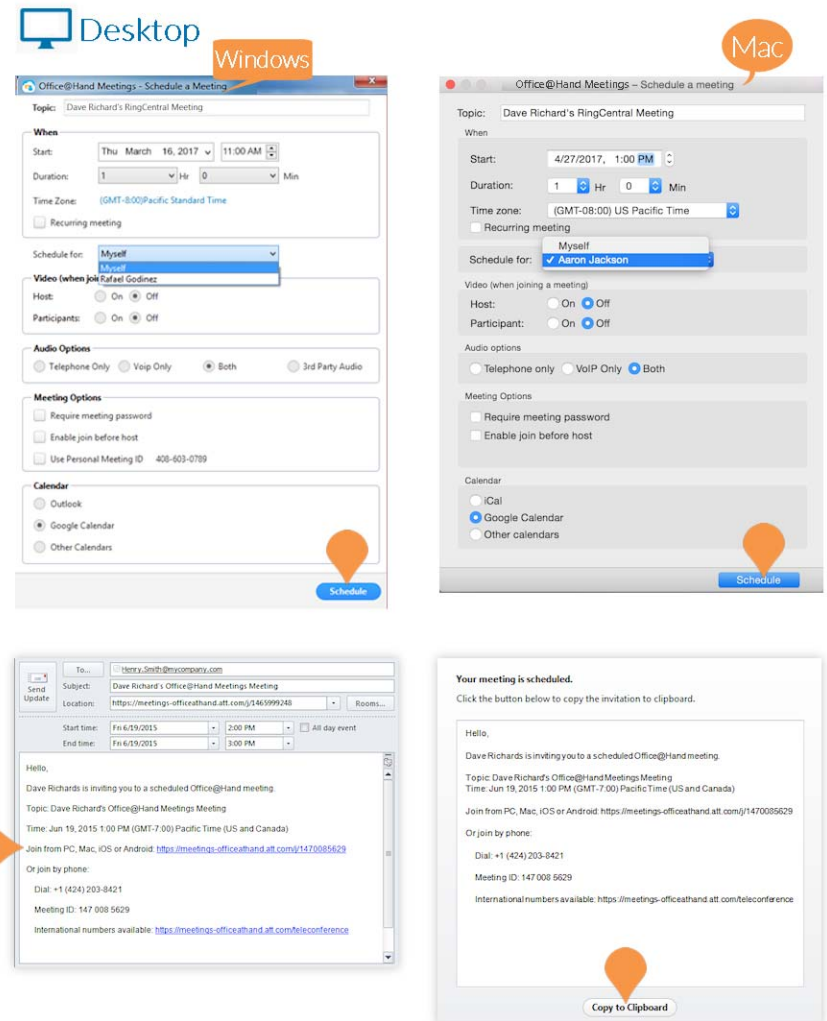 Desktop
Windows
Office@Hand Meetings - Schedule a Meeting
Topic: Dave Richard's RingCentral Meeting
When
Start: Thu March 16, 2017 11:00 AM
Duration: 1 Hr 0 Min
Time Zone: (GMT-8:00)Pacific Standard Time
Recurring meeting
Schedule for: Myself
Myself
Rafael Godinez
Video (when joi
Host: On Off
Participants: On Off
Audio Options
Telephone Only Voip Only Both 3rd Party Audio
Meeting Options
Require meeting password
Enable join before host
Use Personal Meeting ID 408-603-0789
Calendar
Outlook
Google Calendar
Other Calendars
Schedule
Mac
Office@Hand Meetings – Schedule a meeting
Topic: Dave Richard's RingCentral Meeting
When
Start: 4/27/2017, 1:00 PM
Duration: 1 Hr 0 Min
Time zone: (GMT-08:00) US Pacific Time
Recurring meeting
Myself
Schedule for: ✓ Aaron Jackson
Video (when joining a meeting)
Host: On Off
Participant: On Off
Audio options
Telephone only VoIP Only Both
Meeting Options
Require meeting password
Enable join before host
Calendar
iCal
Google Calendar
Other calendars
Schedule
Send Update
To... Henry.Smith@mycompany.com
Subject: Dave Richard's Office@Hand Meetings Meeting
Location: https://meetings-officeathand.att.com/j/1465999248 Rooms...
Start time: Fri 6/19/2015 2:00 PM All day event
End time: Fri 6/19/2015 3:00 PM
Hello,
Dave Richards is inviting you to a scheduled Office@Hand meeting.
Topic: Dave Richard's Office@Hand Meetings Meeting
Time: Jun 19, 2015 1:00 PM (GMT-7:00) Pacific Time (US and Canada)
Join from PC, Mac, iOS or Android: https://meetings-officeathand.att.com/j/1470085629
Or join by phone:
Dial: +1 (424) 203-8421
Meeting ID: 147 008 5629
International numbers available: https://meetings-officeathand.att.com/teleconference
Your meeting is scheduled.
Click the button below to copy the invitation to clipboard.
Hello,
Dave Richards is inviting you to a scheduled Office@Hand meeting.
Topic: Dave Richard's Office@Hand Meetings Meeting
Time: Jun 19, 2015 1:00 PM (GMT-7:00) Pacific Time (US and Canada)
Join from PC, Mac, iOS or Android: https://meetings-officeathand.att.com/j/1470085629
Or join by phone:
Dial: +1 (424) 203-8421
Meeting ID: 147 008 5629
International numbers available: https://meetings-officeathand.att.com/teleconference
Copy to Clipboard